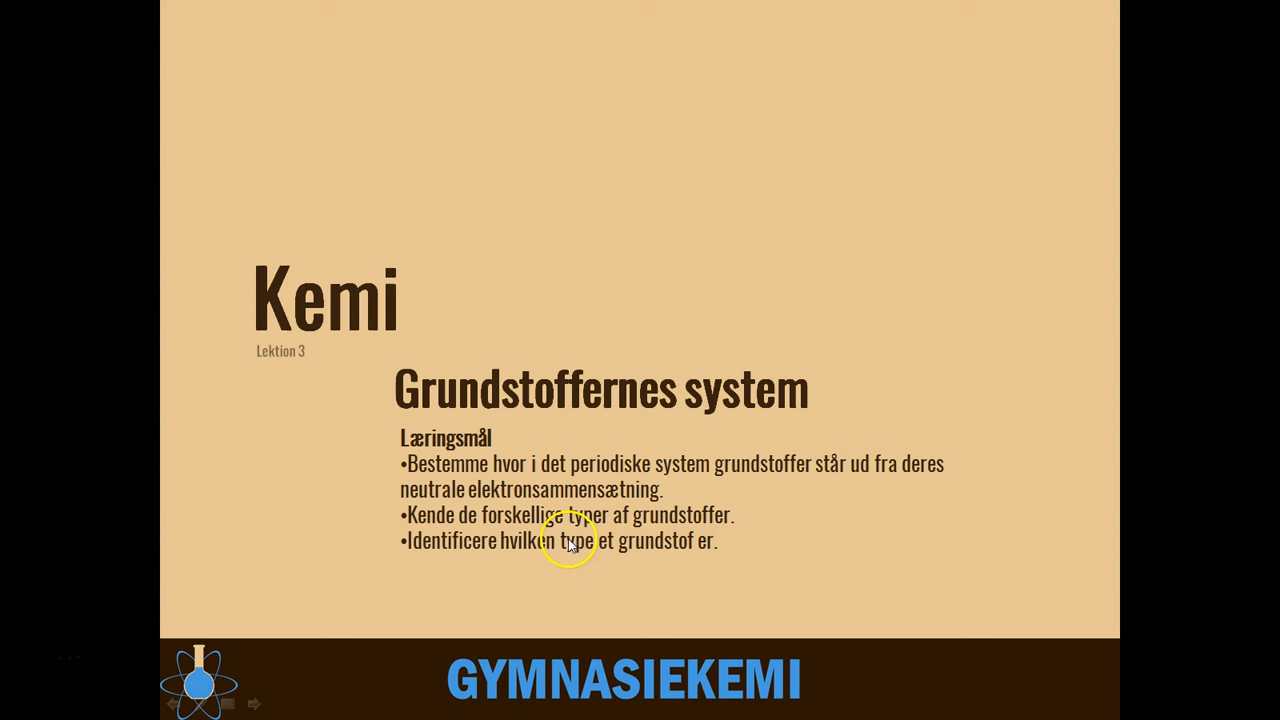 Kemi
Lektion 3
Grundstoffernes system
Læringsmål
•Bestemme hvor i det periodiske system grundstoffer står ud fra deres
neutrale elektronsammensætning.
•Kende de forskellige typer af grundstoffer.
•Identificere hvilken type et grundstof er.
GYMNASIEKEMI